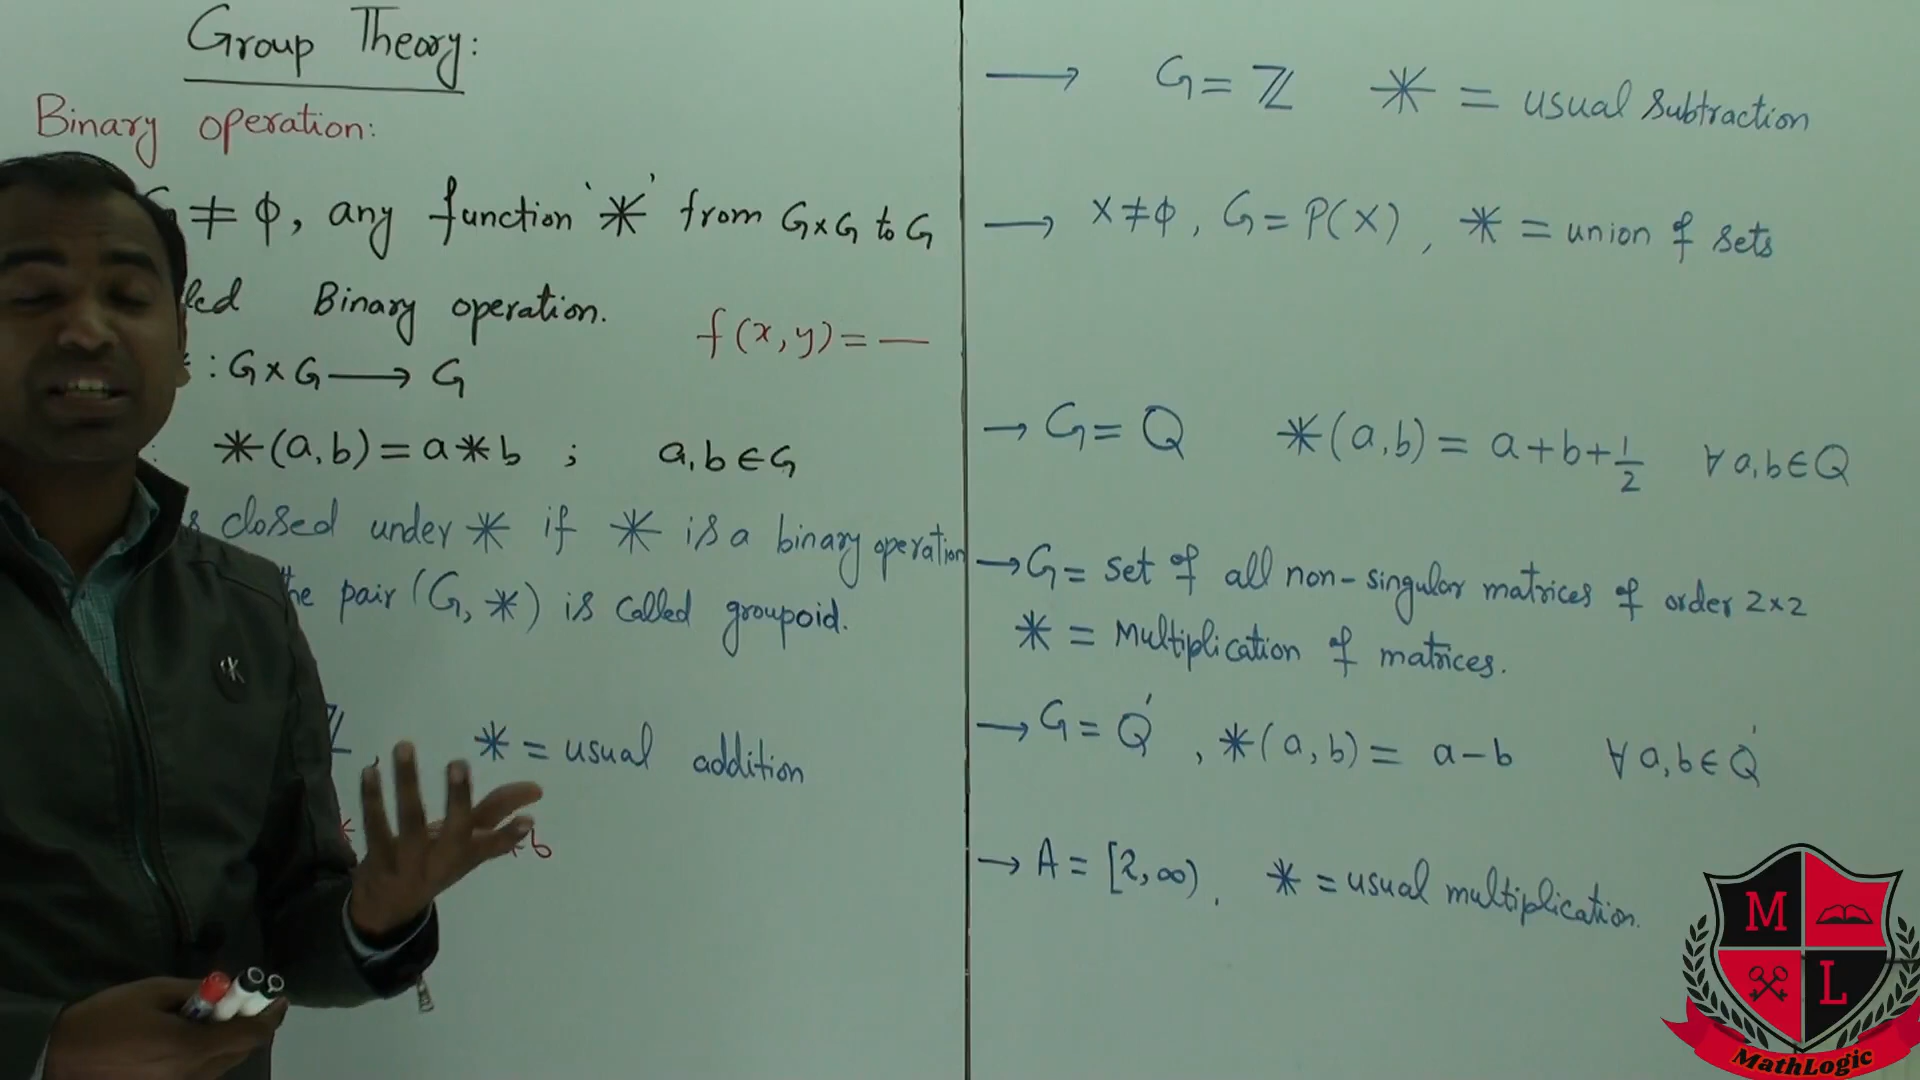 Group Theory:
Binary operation:
≠ ϕ, any function '*' from G×G to G
Binary operation.
f(x,y) = —
: G×G ⟶ G
*(a,b) = a*b ; a,b ∈ G
closed under * if * is a binary operation
the pair (G, *) is called groupoid.
ℤ, * = usual addition
b
⟶ G = ℤ * = usual subtraction
⟶ X ≠ ϕ, G = P(X), * = union of sets
→ G = Q *(a,b) = a+b+1/2 ∀ a,b ∈ Q
→ G = set of all non-singular matrices of order 2×2
* = Multiplication of matrices.
→ G = Q', *(a,b) = a-b ∀ a,b ∈ Q'
→ A = [2,∞), * = usual multiplication.
M
L
MathLogic